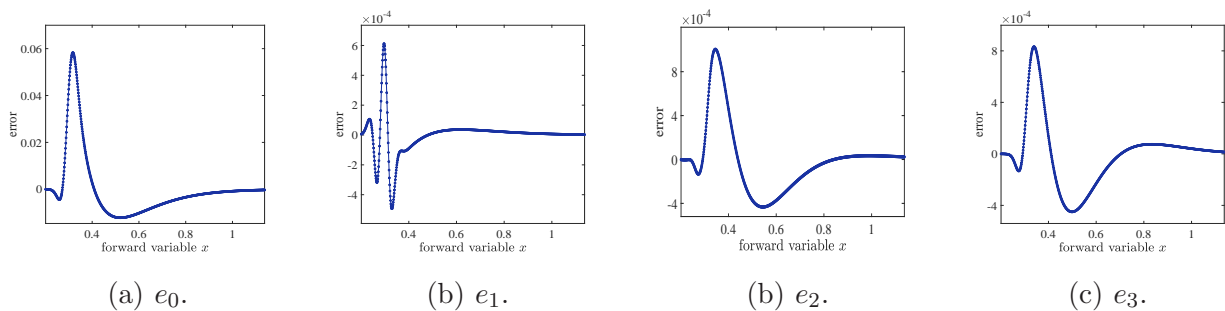 0.06
0.04
0.02
0
error
0.4 0.6 0.8 1
forward variable x
(a) e₀.
×10⁻⁴
6
4
2
0
-2
-4
error
0.4 0.6 0.8 1
forward variable x
(b) e₁.
×10⁻⁴
8
4
0
-4
error
0.4 0.6 0.8 1
forward variable x
(b) e₂.
×10⁻⁴
8
4
0
-4
error
0.4 0.6 0.8 1
forward variable x
(c) e₃.